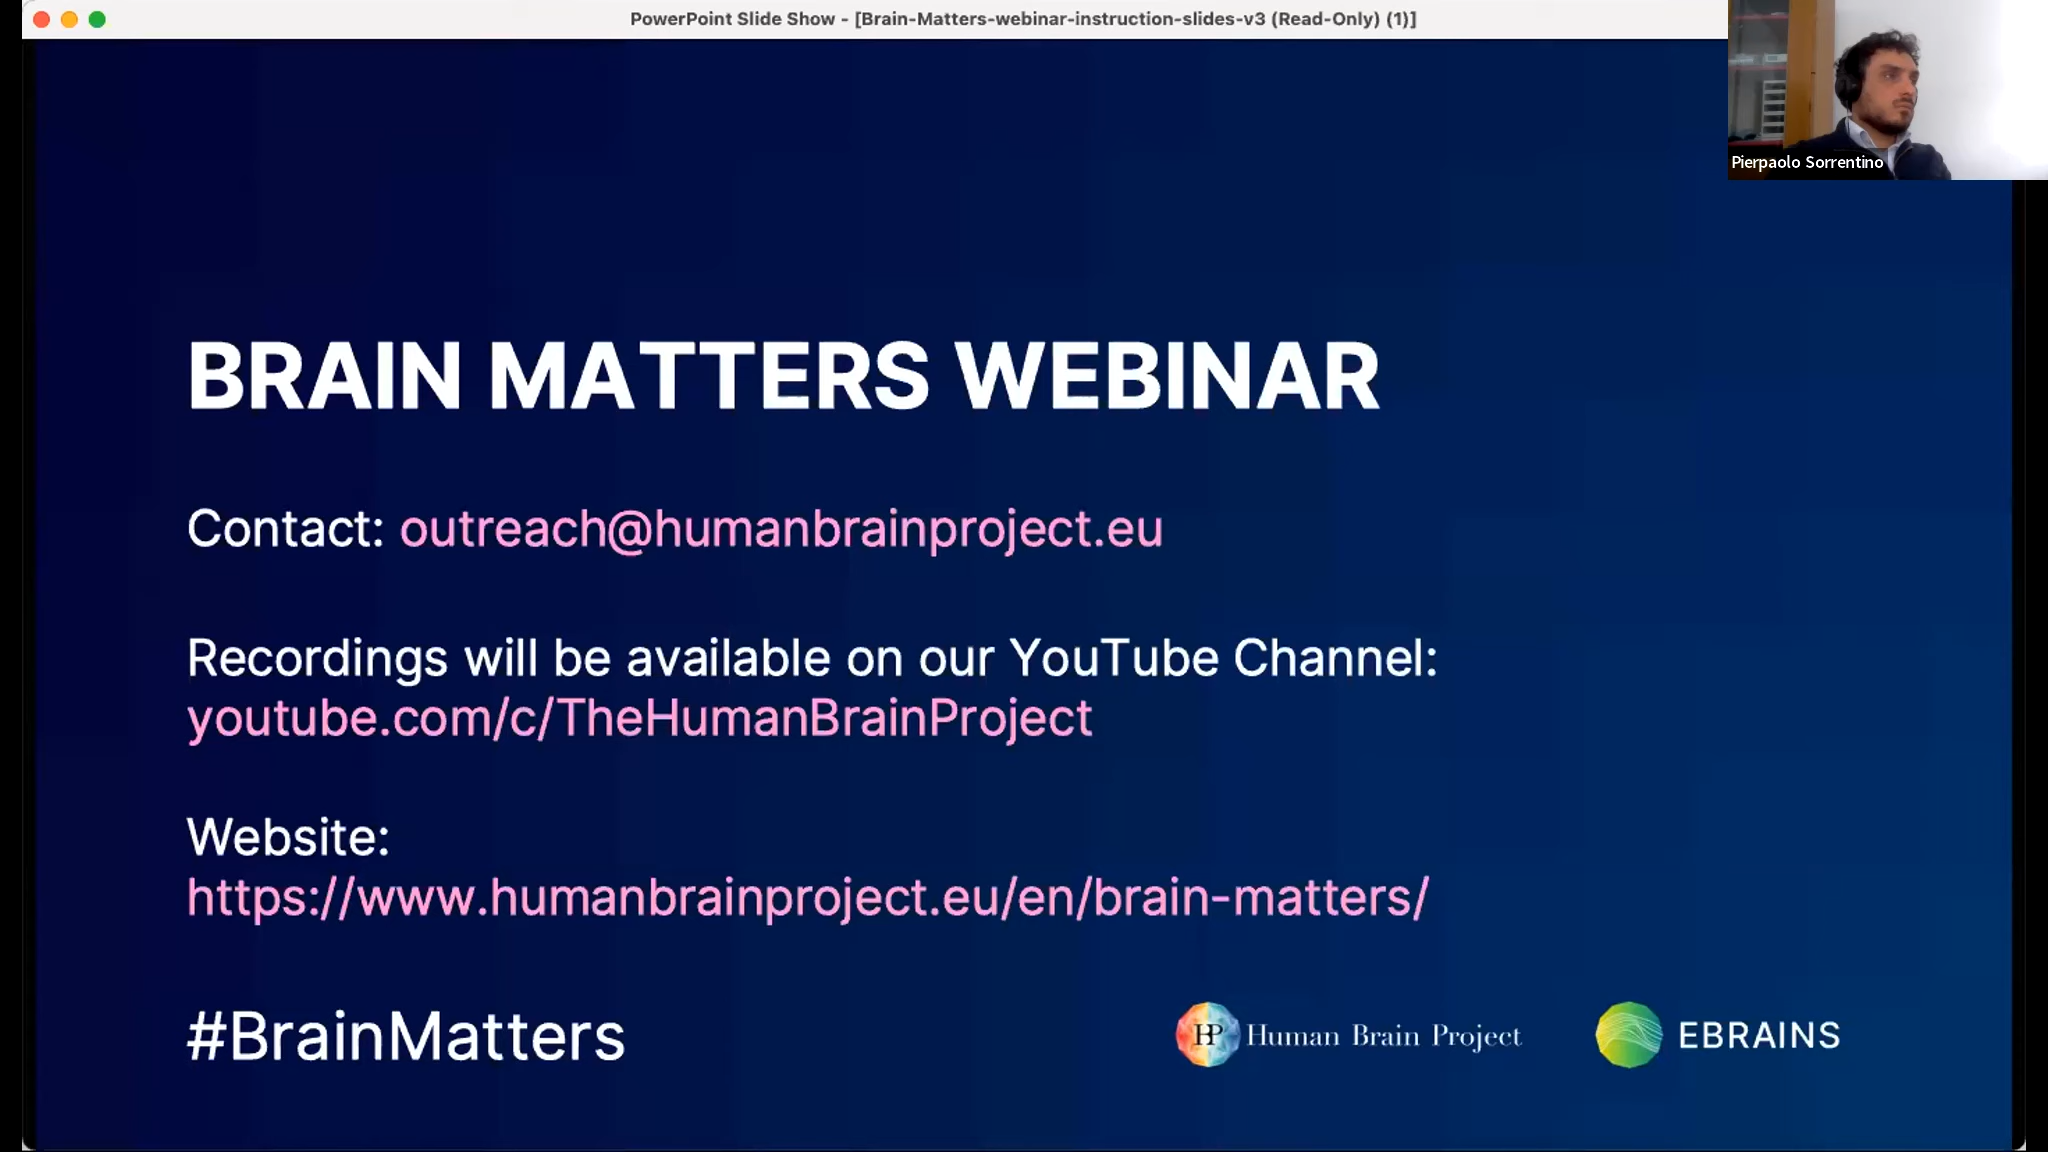 PowerPoint Slide Show - [Brain-Matters-webinar-instruction-slides-v3 (Read-Only) (1)]
Pierpaolo Sorrentino
BRAIN MATTERS WEBINAR
Contact: outreach@humanbrainproject.eu
Recordings will be available on our YouTube Channel:
youtube.com/c/TheHumanBrainProject
Website:
https://www.humanbrainproject.eu/en/brain-matters/
#BrainMatters
HP Human Brain Project
EBRAINS